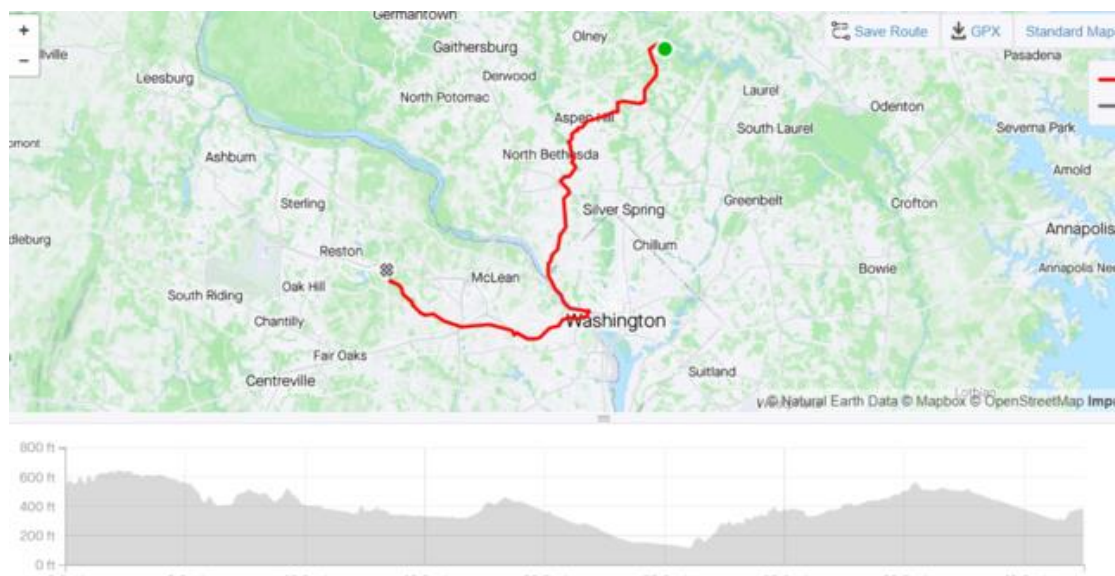 +
−
Germantown
Olney
Gaithersburg
Save Route
GPX
Standard Map
Pasadena
Leesburg
Derwood
North Potomac
Laurel
Odenton
Aspen Hill
South Laurel
Severna Park
North Bethesda
Ashburn
Arnold
Sterling
Silver Spring
Greenbelt
Crofton
Chillum
Annapolis
Reston
McLean
Bowie
Annapolis Nec
Oak Hill
South Riding
Chantilly
Washington
Fair Oaks
Suitland
Centreville
© Natural Earth Data © Mapbox © OpenStreetMap Impr
800 ft
600 ft
400 ft
200 ft
0 ft